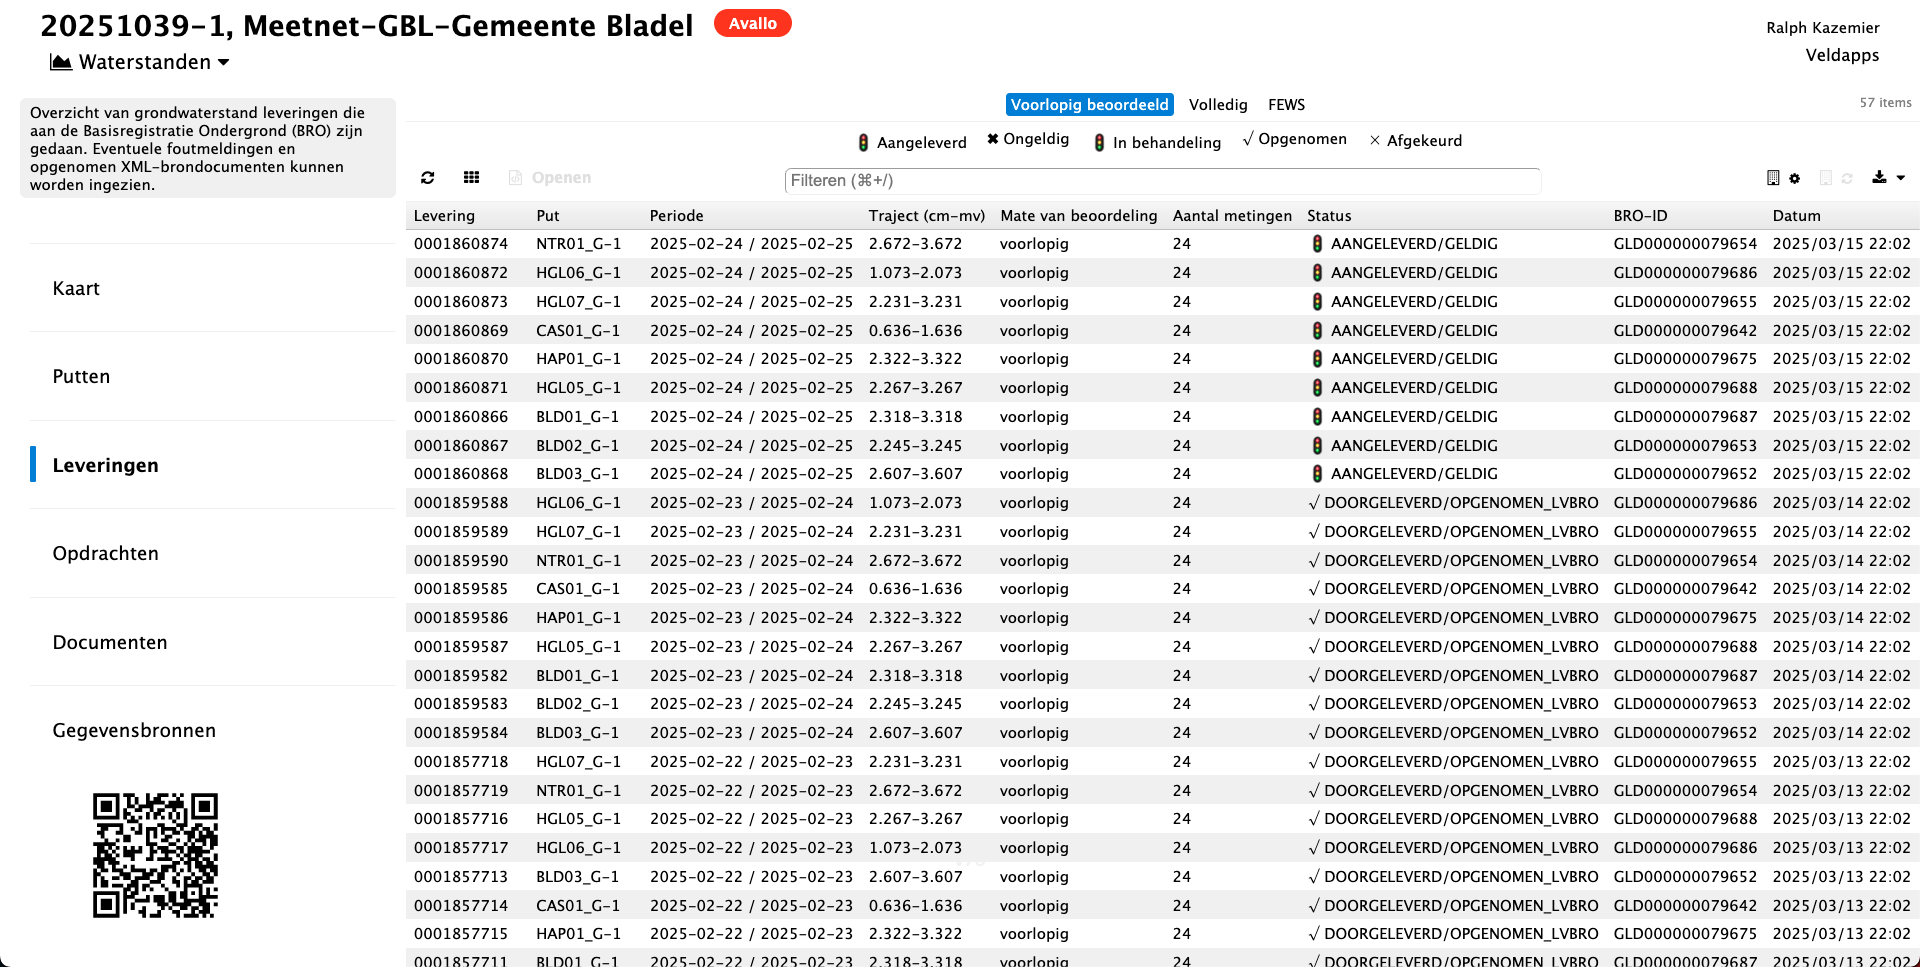 20251039-1, Meetnet-GBL-Gemeente Bladel Avallo
Waterstanden
Ralph Kazemier
Veldapps
Overzicht van grondwaterstand leveringen die
aan de Basisregistratie Ondergrond (BRO) zijn
gedaan. Eventuele foutmeldingen en
opgenomen XML-brondocumenten kunnen
worden ingezien.
Kaart
Putten
Leveringen
Opdrachten
Documenten
Gegevensbronnen
Voorlopig beoordeeld Volledig FEWS
57 items
Aangeleverd ✖ Ongeldig In behandeling √ Opgenomen × Afgekeurd
Openen
Filteren (⌘+/)
Levering Put Periode Traject (cm-mv) Mate van beoordeling Aantal metingen Status BRO-ID Datum
0001860874 NTR01_G-1 2025-02-24 / 2025-02-25 2.672-3.672 voorlopig 24 AANGELEVERD/GELDIG GLD000000079654 2025/03/15 22:02
0001860872 HGL06_G-1 2025-02-24 / 2025-02-25 1.073-2.073 voorlopig 24 AANGELEVERD/GELDIG GLD000000079686 2025/03/15 22:02
0001860873 HGL07_G-1 2025-02-24 / 2025-02-25 2.231-3.231 voorlopig 24 AANGELEVERD/GELDIG GLD000000079655 2025/03/15 22:02
0001860869 CAS01_G-1 2025-02-24 / 2025-02-25 0.636-1.636 voorlopig 24 AANGELEVERD/GELDIG GLD000000079642 2025/03/15 22:02
0001860870 HAP01_G-1 2025-02-24 / 2025-02-25 2.322-3.322 voorlopig 24 AANGELEVERD/GELDIG GLD000000079675 2025/03/15 22:02
0001860871 HGL05_G-1 2025-02-24 / 2025-02-25 2.267-3.267 voorlopig 24 AANGELEVERD/GELDIG GLD000000079688 2025/03/15 22:02
0001860866 BLD01_G-1 2025-02-24 / 2025-02-25 2.318-3.318 voorlopig 24 AANGELEVERD/GELDIG GLD000000079687 2025/03/15 22:02
0001860867 BLD02_G-1 2025-02-24 / 2025-02-25 2.245-3.245 voorlopig 24 AANGELEVERD/GELDIG GLD000000079653 2025/03/15 22:02
0001860868 BLD03_G-1 2025-02-24 / 2025-02-25 2.607-3.607 voorlopig 24 AANGELEVERD/GELDIG GLD000000079652 2025/03/15 22:02
0001859588 HGL06_G-1 2025-02-23 / 2025-02-24 1.073-2.073 voorlopig 24 √ DOORGELEVERD/OPGENOMEN_LVBRO GLD000000079686 2025/03/14 22:02
0001859589 HGL07_G-1 2025-02-23 / 2025-02-24 2.231-3.231 voorlopig 24 √ DOORGELEVERD/OPGENOMEN_LVBRO GLD000000079655 2025/03/14 22:02
0001859590 NTR01_G-1 2025-02-23 / 2025-02-24 2.672-3.672 voorlopig 24 √ DOORGELEVERD/OPGENOMEN_LVBRO GLD000000079654 2025/03/14 22:02
0001859585 CAS01_G-1 2025-02-23 / 2025-02-24 0.636-1.636 voorlopig 24 √ DOORGELEVERD/OPGENOMEN_LVBRO GLD000000079642 2025/03/14 22:02
0001859586 HAP01_G-1 2025-02-23 / 2025-02-24 2.322-3.322 voorlopig 24 √ DOORGELEVERD/OPGENOMEN_LVBRO GLD000000079675 2025/03/14 22:02
0001859587 HGL05_G-1 2025-02-23 / 2025-02-24 2.267-3.267 voorlopig 24 √ DOORGELEVERD/OPGENOMEN_LVBRO GLD000000079688 2025/03/14 22:02
0001859582 BLD01_G-1 2025-02-23 / 2025-02-24 2.318-3.318 voorlopig 24 √ DOORGELEVERD/OPGENOMEN_LVBRO GLD000000079687 2025/03/14 22:02
0001859583 BLD02_G-1 2025-02-23 / 2025-02-24 2.245-3.245 voorlopig 24 √ DOORGELEVERD/OPGENOMEN_LVBRO GLD000000079653 2025/03/14 22:02
0001859584 BLD03_G-1 2025-02-23 / 2025-02-24 2.607-3.607 voorlopig 24 √ DOORGELEVERD/OPGENOMEN_LVBRO GLD000000079652 2025/03/14 22:02
0001857718 HGL07_G-1 2025-02-22 / 2025-02-23 2.231-3.231 voorlopig 24 √ DOORGELEVERD/OPGENOMEN_LVBRO GLD000000079655 2025/03/13 22:02
0001857719 NTR01_G-1 2025-02-22 / 2025-02-23 2.672-3.672 voorlopig 24 √ DOORGELEVERD/OPGENOMEN_LVBRO GLD000000079654 2025/03/13 22:02
0001857716 HGL05_G-1 2025-02-22 / 2025-02-23 2.267-3.267 voorlopig 24 √ DOORGELEVERD/OPGENOMEN_LVBRO GLD000000079688 2025/03/13 22:02
0001857717 HGL06_G-1 2025-02-22 / 2025-02-23 1.073-2.073 voorlopig 24 √ DOORGELEVERD/OPGENOMEN_LVBRO GLD000000079686 2025/03/13 22:02
0001857713 BLD03_G-1 2025-02-22 / 2025-02-23 2.607-3.607 voorlopig 24 √ DOORGELEVERD/OPGENOMEN_LVBRO GLD000000079652 2025/03/13 22:02
0001857714 CAS01_G-1 2025-02-22 / 2025-02-23 0.636-1.636 voorlopig 24 √ DOORGELEVERD/OPGENOMEN_LVBRO GLD000000079642 2025/03/13 22:02
0001857715 HAP01_G-1 2025-02-22 / 2025-02-23 2.322-3.322 voorlopig 24 √ DOORGELEVERD/OPGENOMEN_LVBRO GLD000000079675 2025/03/13 22:02
0001857711 BLD01_G-1 2025-02-22 / 2025-02-23 2.318-3.318 voorlopig 24 √ DOORGELEVERD/OPGENOMEN_LVBRO GLD000000079687 2025/03/13 22:02